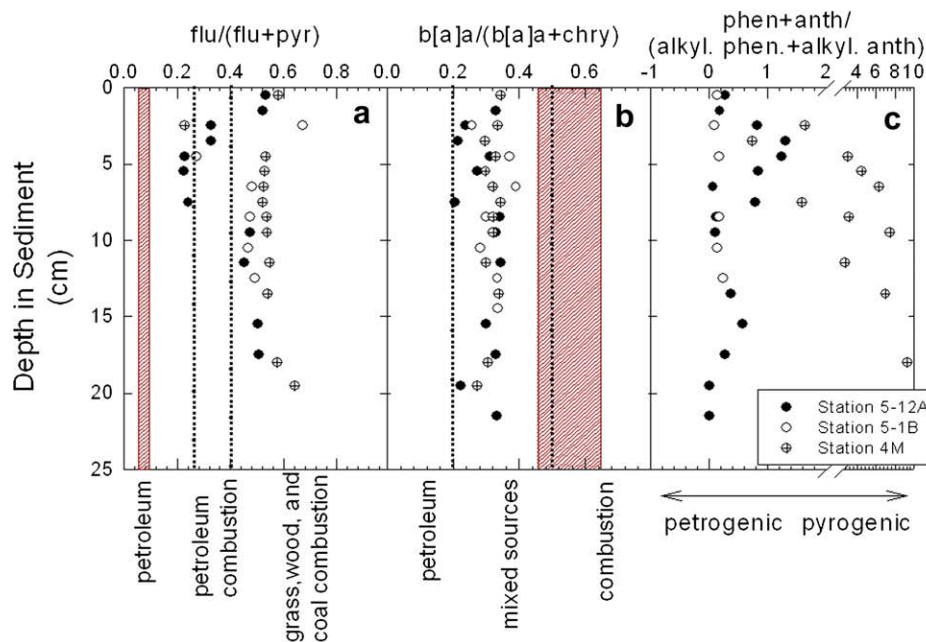 flu/(flu+pyr)
b[a]a/(b[a]a+chry)
phen+anth/
(alkyl. phen.+alkyl. anth)
0.0 0.2 0.4 0.6 0.8
0.0 0.2 0.4 0.6
-1 0 1 2 4 6 8 10
0
5
10
15
20
25
Depth in Sediment
(cm)
a
b
c
Station 5-12A
Station 5-1B
Station 4M
petroleum
petroleum
combustion
grass,wood, and
coal combustion
petroleum
mixed sources
combustion
petrogenic pyrogenic